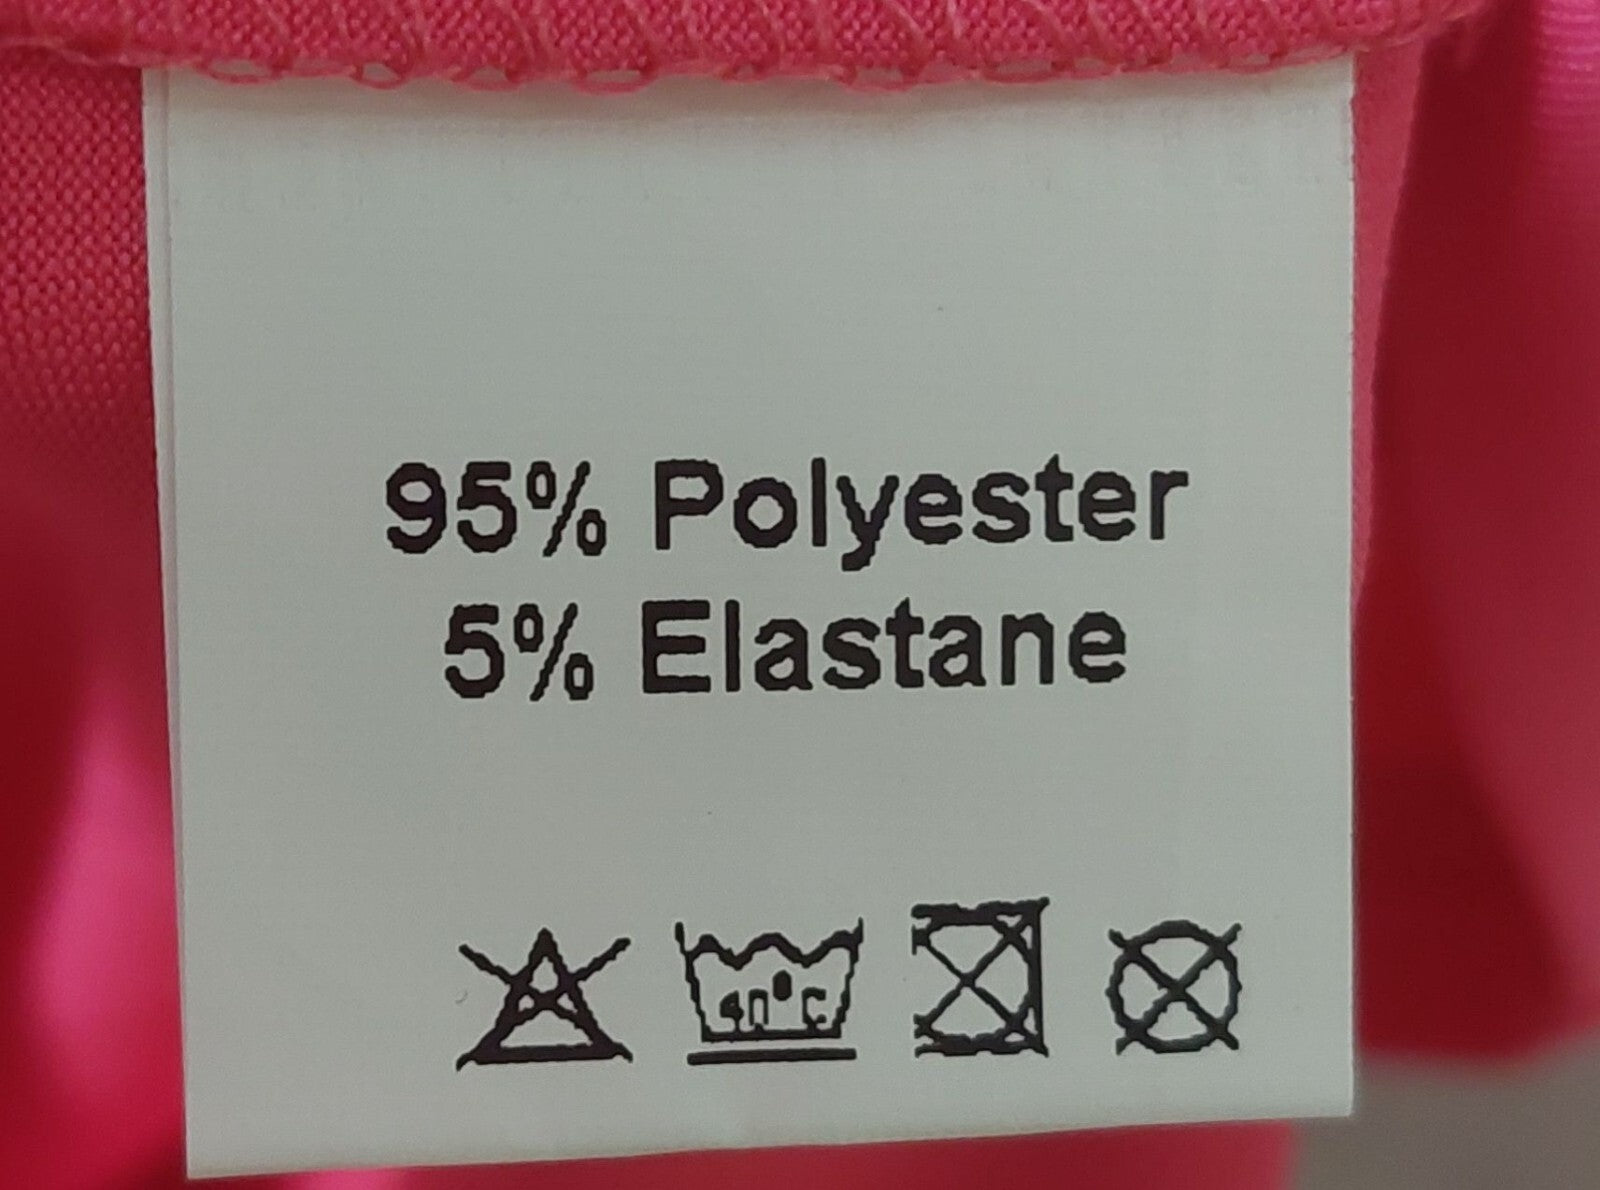 95% Polyester
5% Elastane
40°C